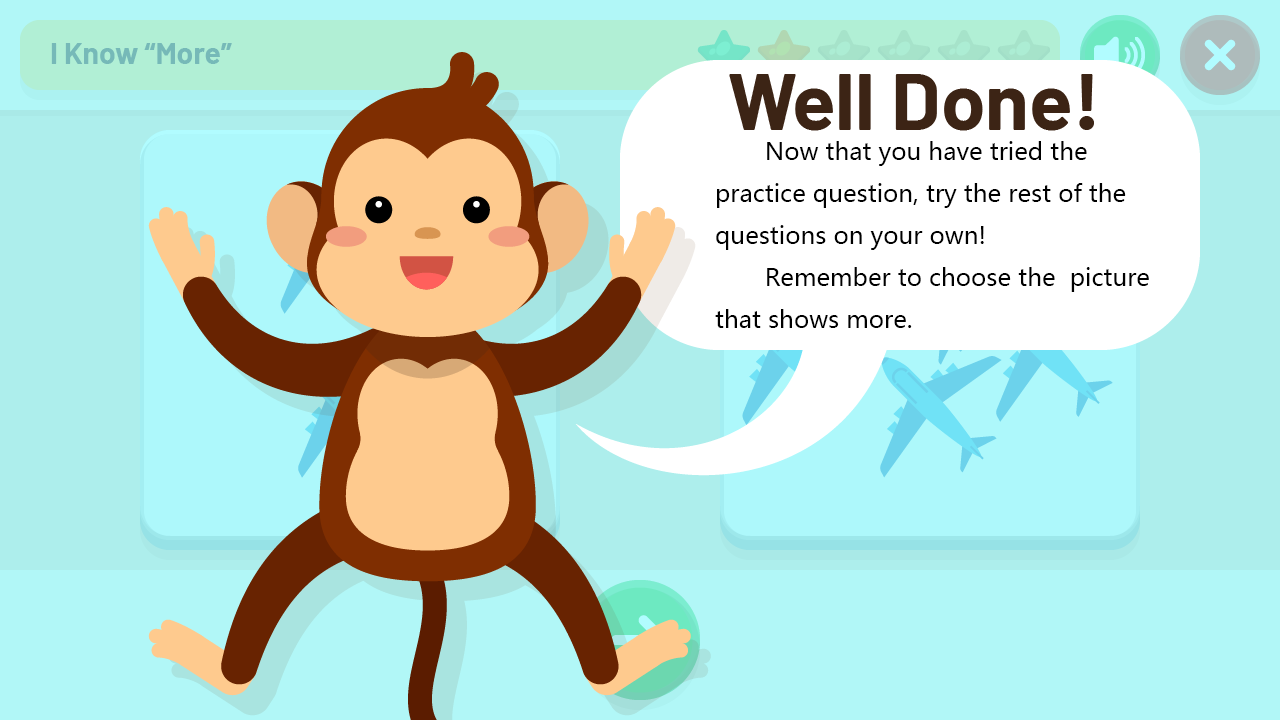 I Know “More”
Well Done!
Now that you have tried the
practice question, try the rest of the
questions on your own!
Remember to choose the  picture
that shows more.